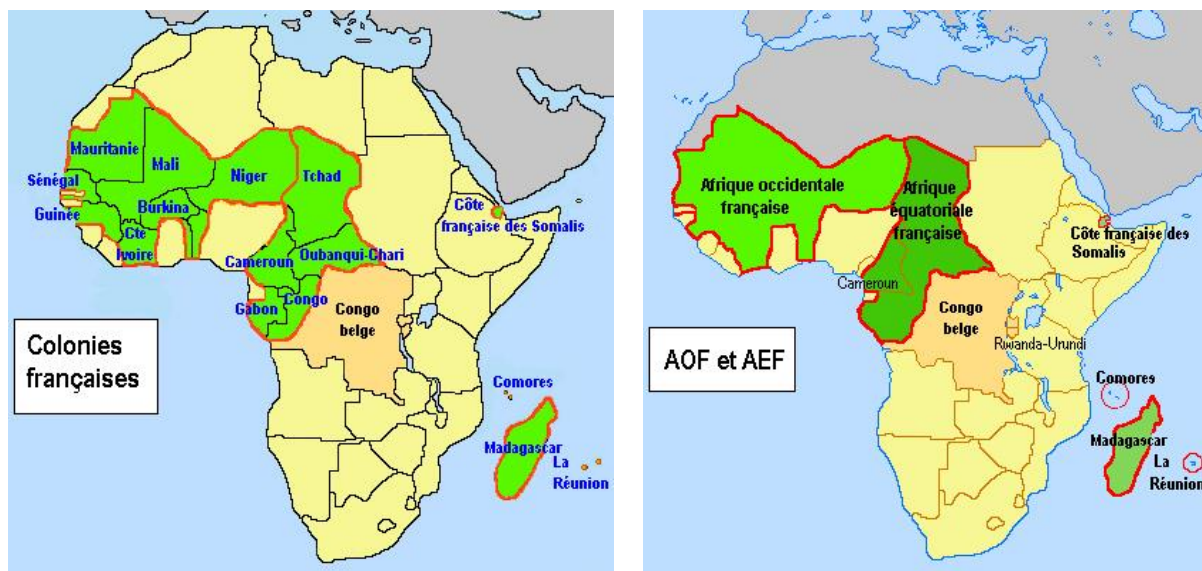 Mauritanie
Mali
Niger
Tchad
Sénégal
Guinée
Burkina
Cte
Ivoire
Côte
française des Somalis
Cameroun
Oubanqui-Chari
Gabon
Congo
Congo
belge
Colonies
françaises
Comores
Madagascar
La
Réunion
Afrique occidentale
française
Afrique
équatoriale
française
Côte française des
Somalis
Cameroun
Congo
belge
Rwanda-Urundi
AOF et AEF
Comores
Madagascar
La
Réunion